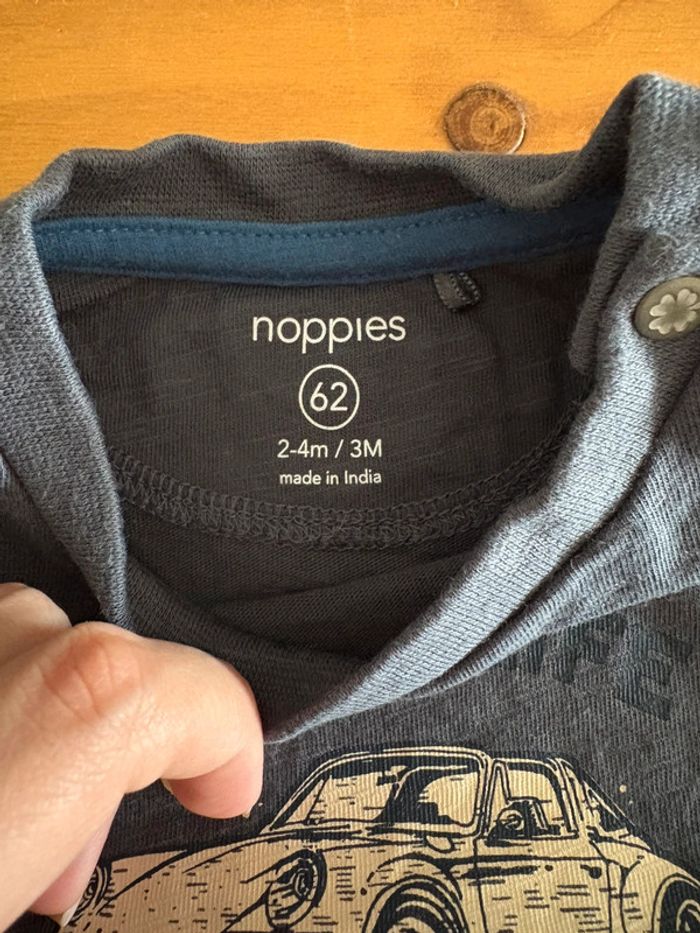 noppies
62
2-4m / 3M
made in India